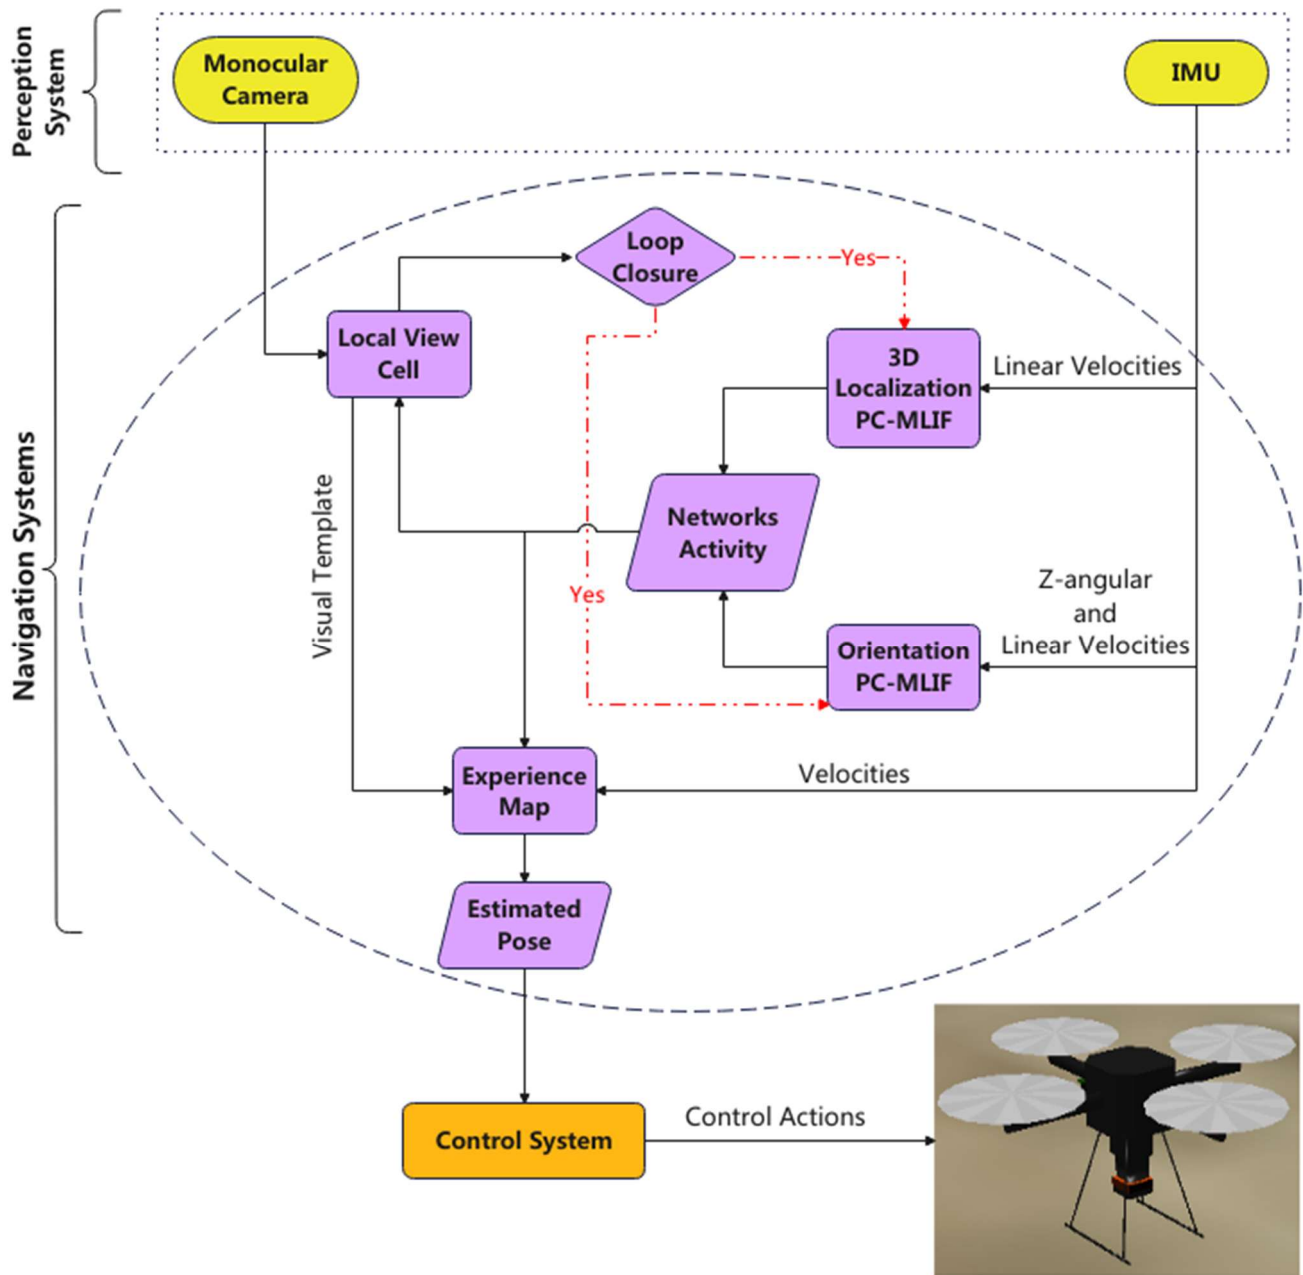 Perception
System
Monocular
Camera
IMU
Navigation Systems
Loop
Closure
Yes
Local View
Cell
3D
Localization
PC-MLIF
Linear Velocities
Visual Template
Networks
Activity
Yes
Z-angular
and
Linear Velocities
Orientation
PC-MLIF
Experience
Map
Velocities
Estimated
Pose
Control System
Control Actions